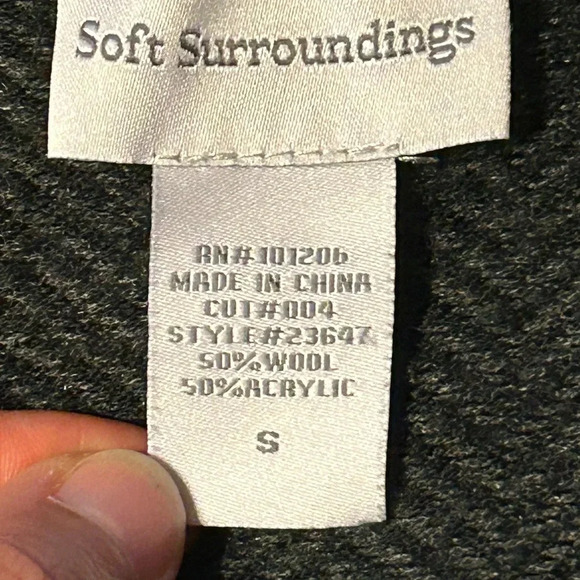 Soft Surroundings
RN#101206
MADE IN CHINA
CUT#004
STYLE#23647
50%WOOL
50%ACRYLIC
S